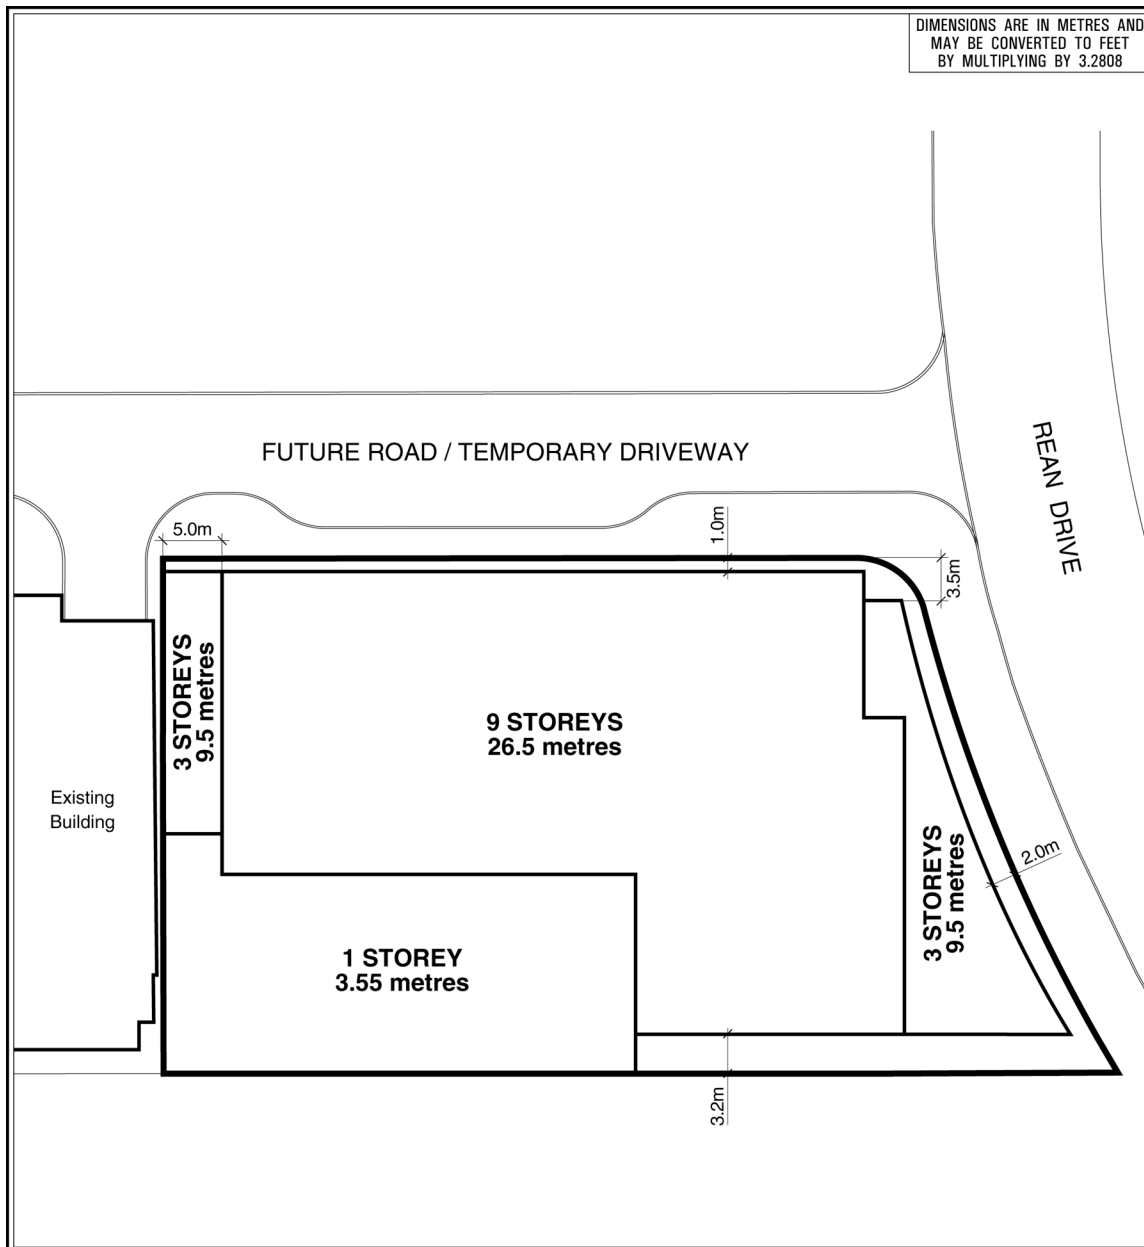 DIMENSIONS ARE IN METRES AND
MAY BE CONVERTED TO FEET
BY MULTIPLYING BY 3.2808
FUTURE ROAD / TEMPORARY DRIVEWAY
REAN DRIVE
5.0m
1.0m
3.5m
3 STOREYS
9.5 metres
9 STOREYS
26.5 metres
Existing
Building
2.0m
3 STOREYS
9.5 metres
1 STOREY
3.55 metres
3.2m